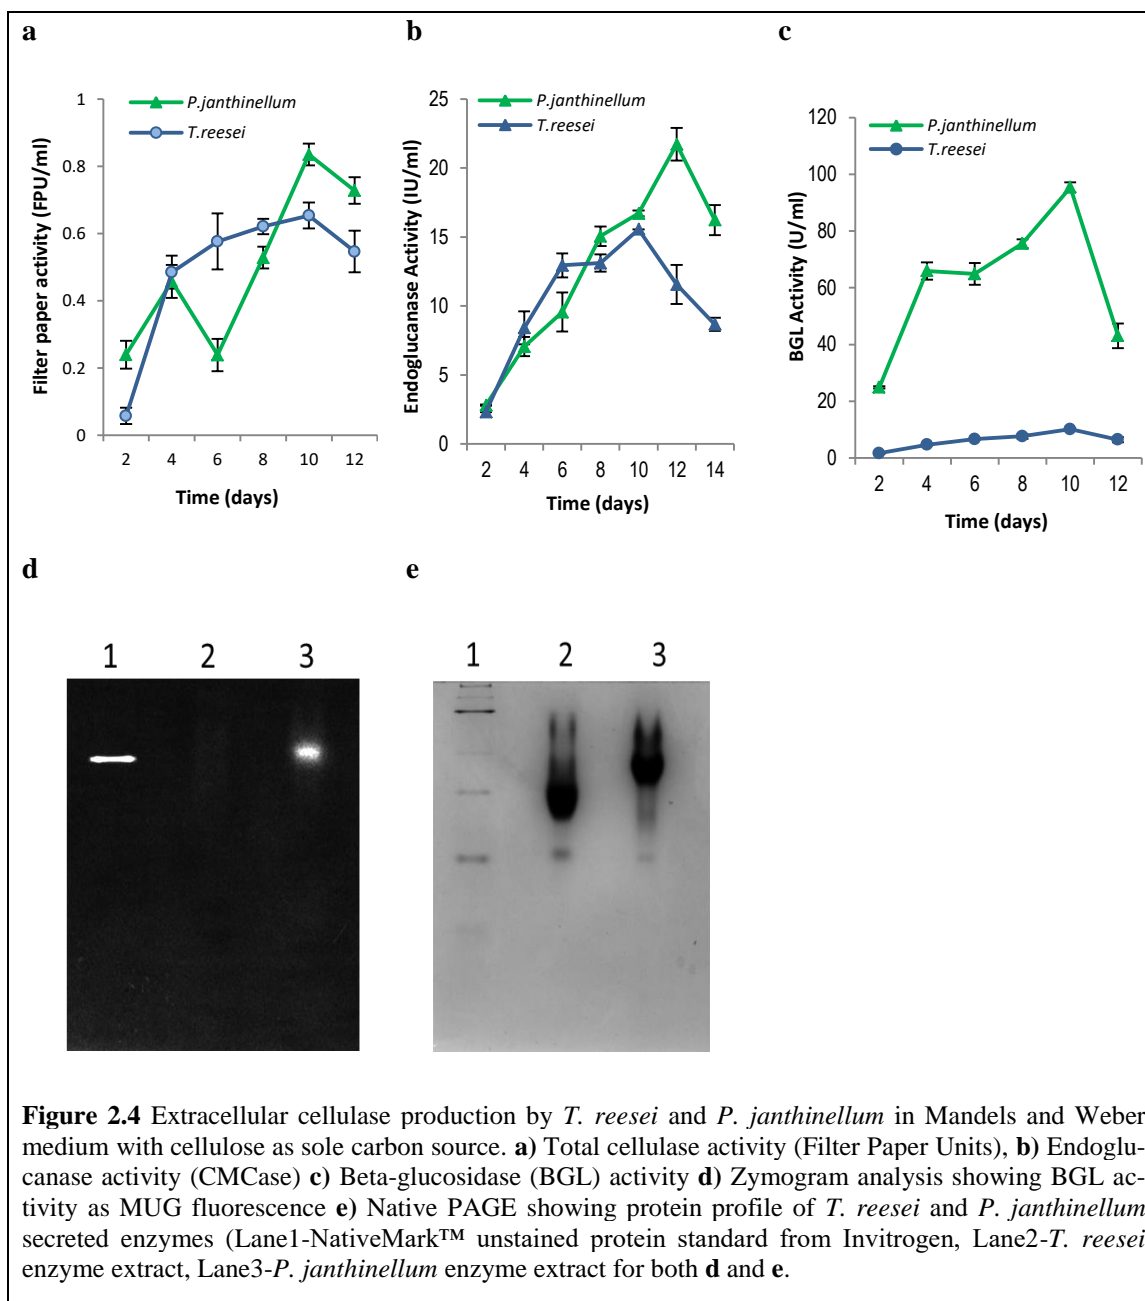 a
b
c
P.janthinellum
T.reesei
Filter paper activity (FPU/ml)
1
0.8
0.6
0.4
0.2
0
2 4 6 8 10 12
Time (days)
P.janthinellum
T.reesei
Endoglucanase Activity (IU/ml)
25
20
15
10
5
0
2 4 6 8 10 12 14
Time (days)
P.janthinellum
T.reesei
BGL Activity (U/ml)
120
100
80
60
40
20
0
2 4 6 8 10 12
Time (days)
d
e
1 2 3
1 2 3
Figure 2.4 Extracellular cellulase production by T. reesei and P. janthinellum in Mandels and Weber
medium with cellulose as sole carbon source. a) Total cellulase activity (Filter Paper Units), b) Endoglu-
canase activity (CMCase) c) Beta-glucosidase (BGL) activity d) Zymogram analysis showing BGL ac-
tivity as MUG fluorescence e) Native PAGE showing protein profile of T. reesei and P. janthinellum
secreted enzymes (Lane1-NativeMark™ unstained protein standard from Invitrogen, Lane2-T. reesei
enzyme extract, Lane3-P. janthinellum enzyme extract for both d and e.